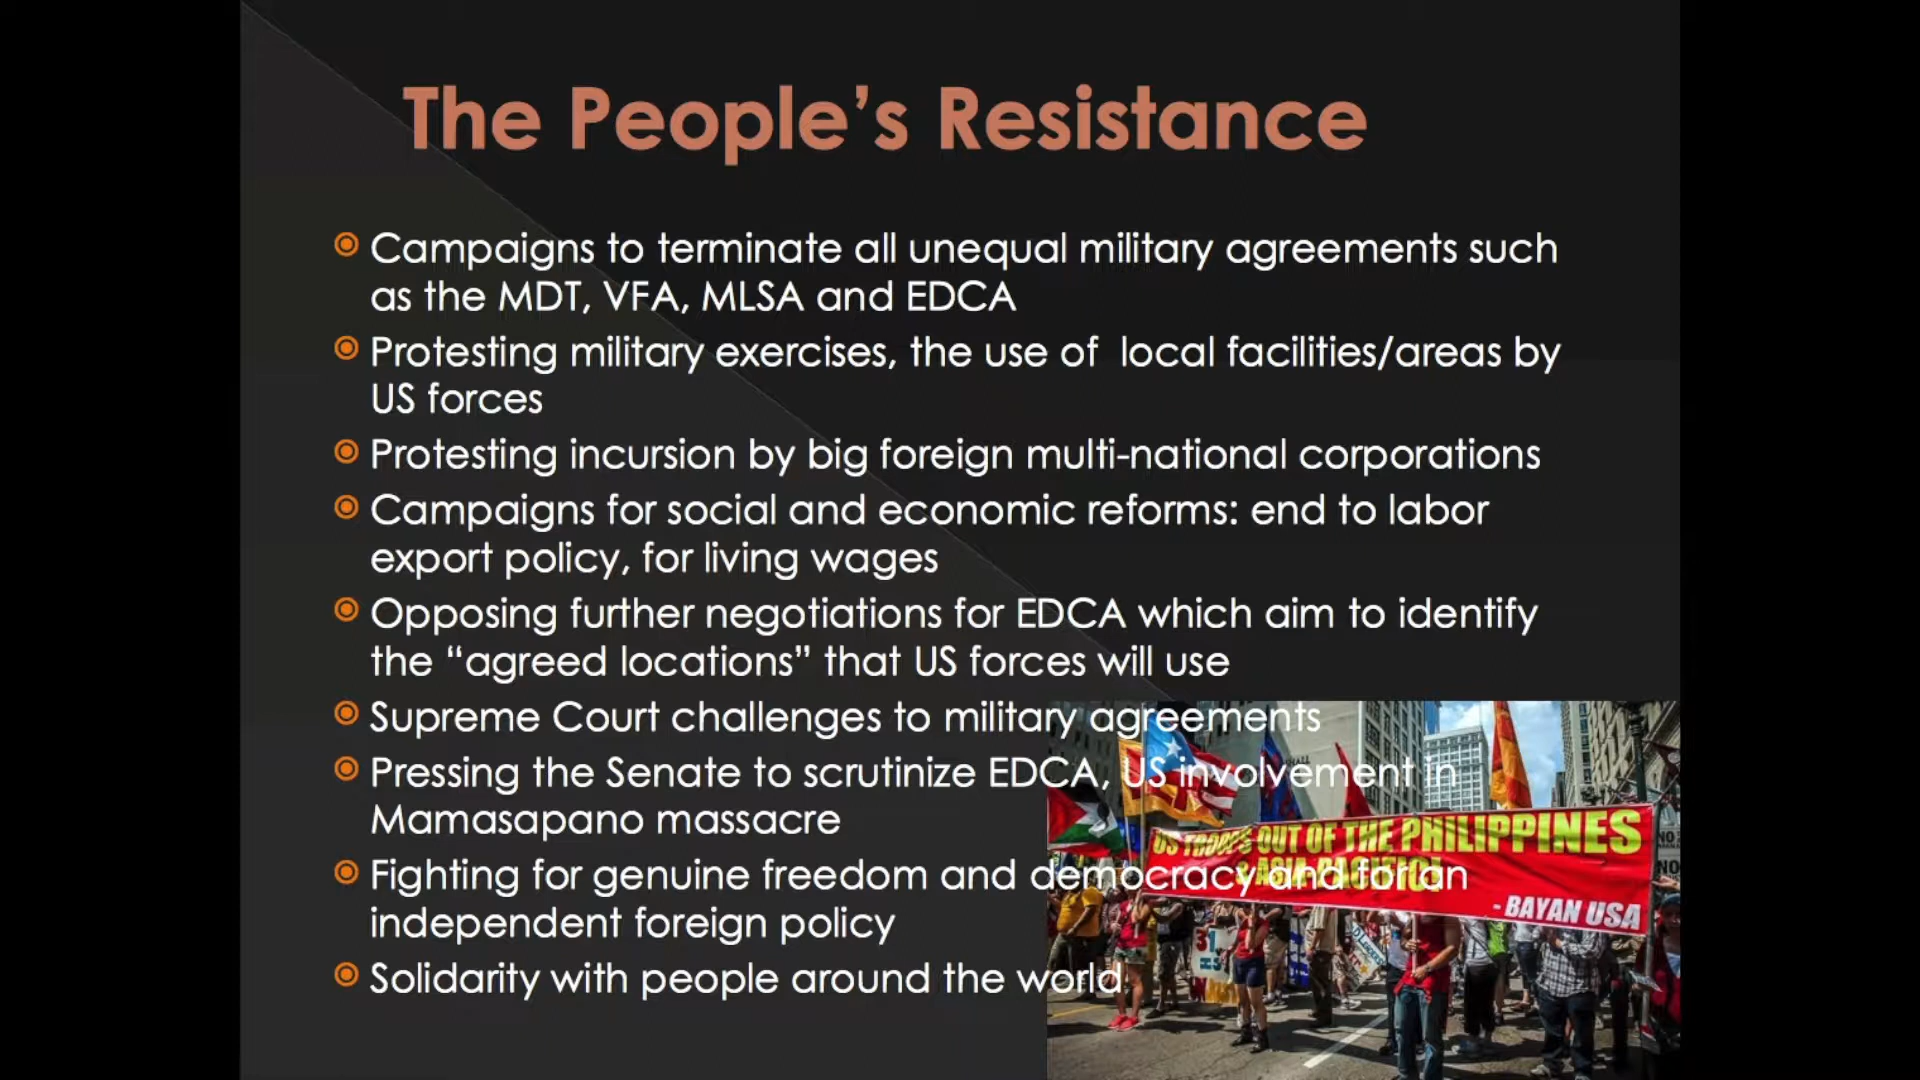 The People’s Resistance
Campaigns to terminate all unequal military agreements such
as the MDT, VFA, MLSA and EDCA
Protesting military exercises, the use of local facilities/areas by
US forces
Protesting incursion by big foreign multi-national corporations
Campaigns for social and economic reforms: end to labor
export policy, for living wages
Opposing further negotiations for EDCA which aim to identify
the “agreed locations” that US forces will use
Supreme Court challenges to military agreements
Pressing the Senate to scrutinize EDCA, US involvement in
Mamasapano massacre
Fighting for genuine freedom and democracy and for an
independent foreign policy
Solidarity with people around the world
US TROOPS OUT OF THE PHILIPPINES
& ASIA-PACIFIC!
- BAYAN USA